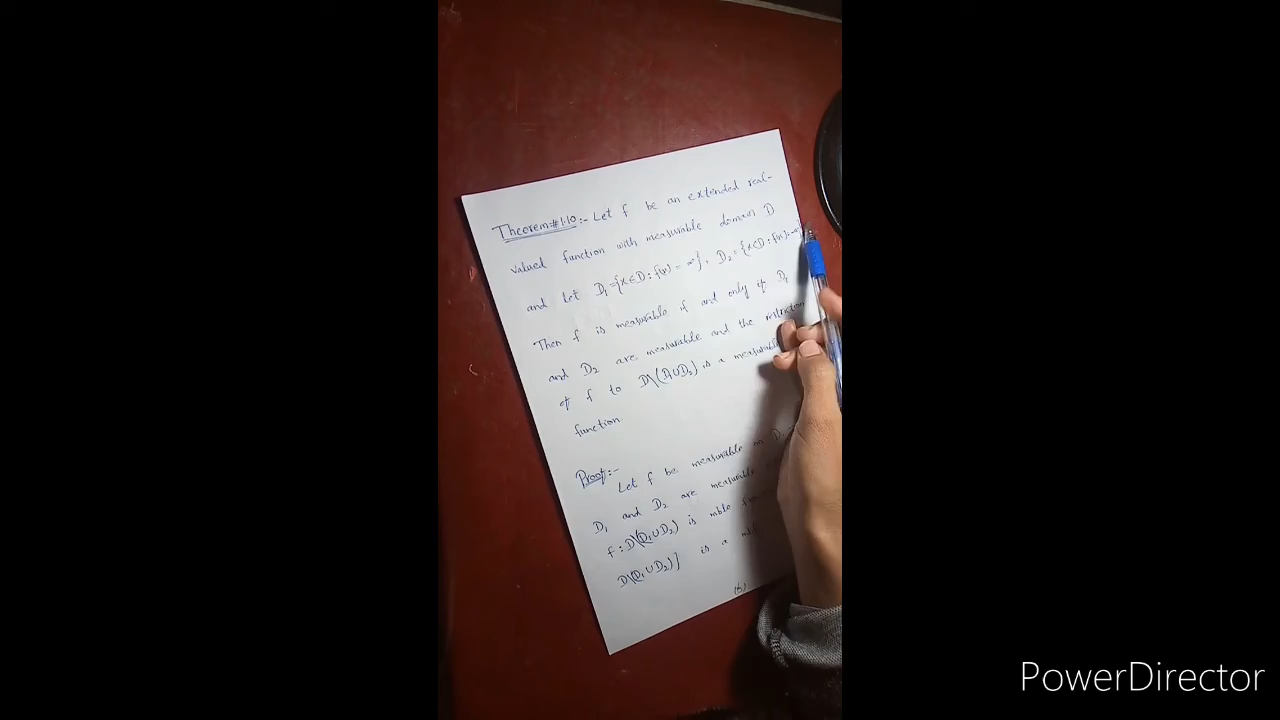 Theorem#1.10:- Let f be an extended real-
valued function with measurable domain D
and let D₁={x∈D:f(x)=∞}, D₂={x∈D:f(x)=-∞}
Then f is measurable if and only if D₁
and D₂ are measurable and the restriction
of f to D\(D₁∪D₂) is a measurable
function
Proof:-
Let f be measurable on D
D₁ and D₂ are measurable
f:D\(D₁∪D₂) is mble
D\(D₁∪D₂)] is a
(6)
PowerDirector